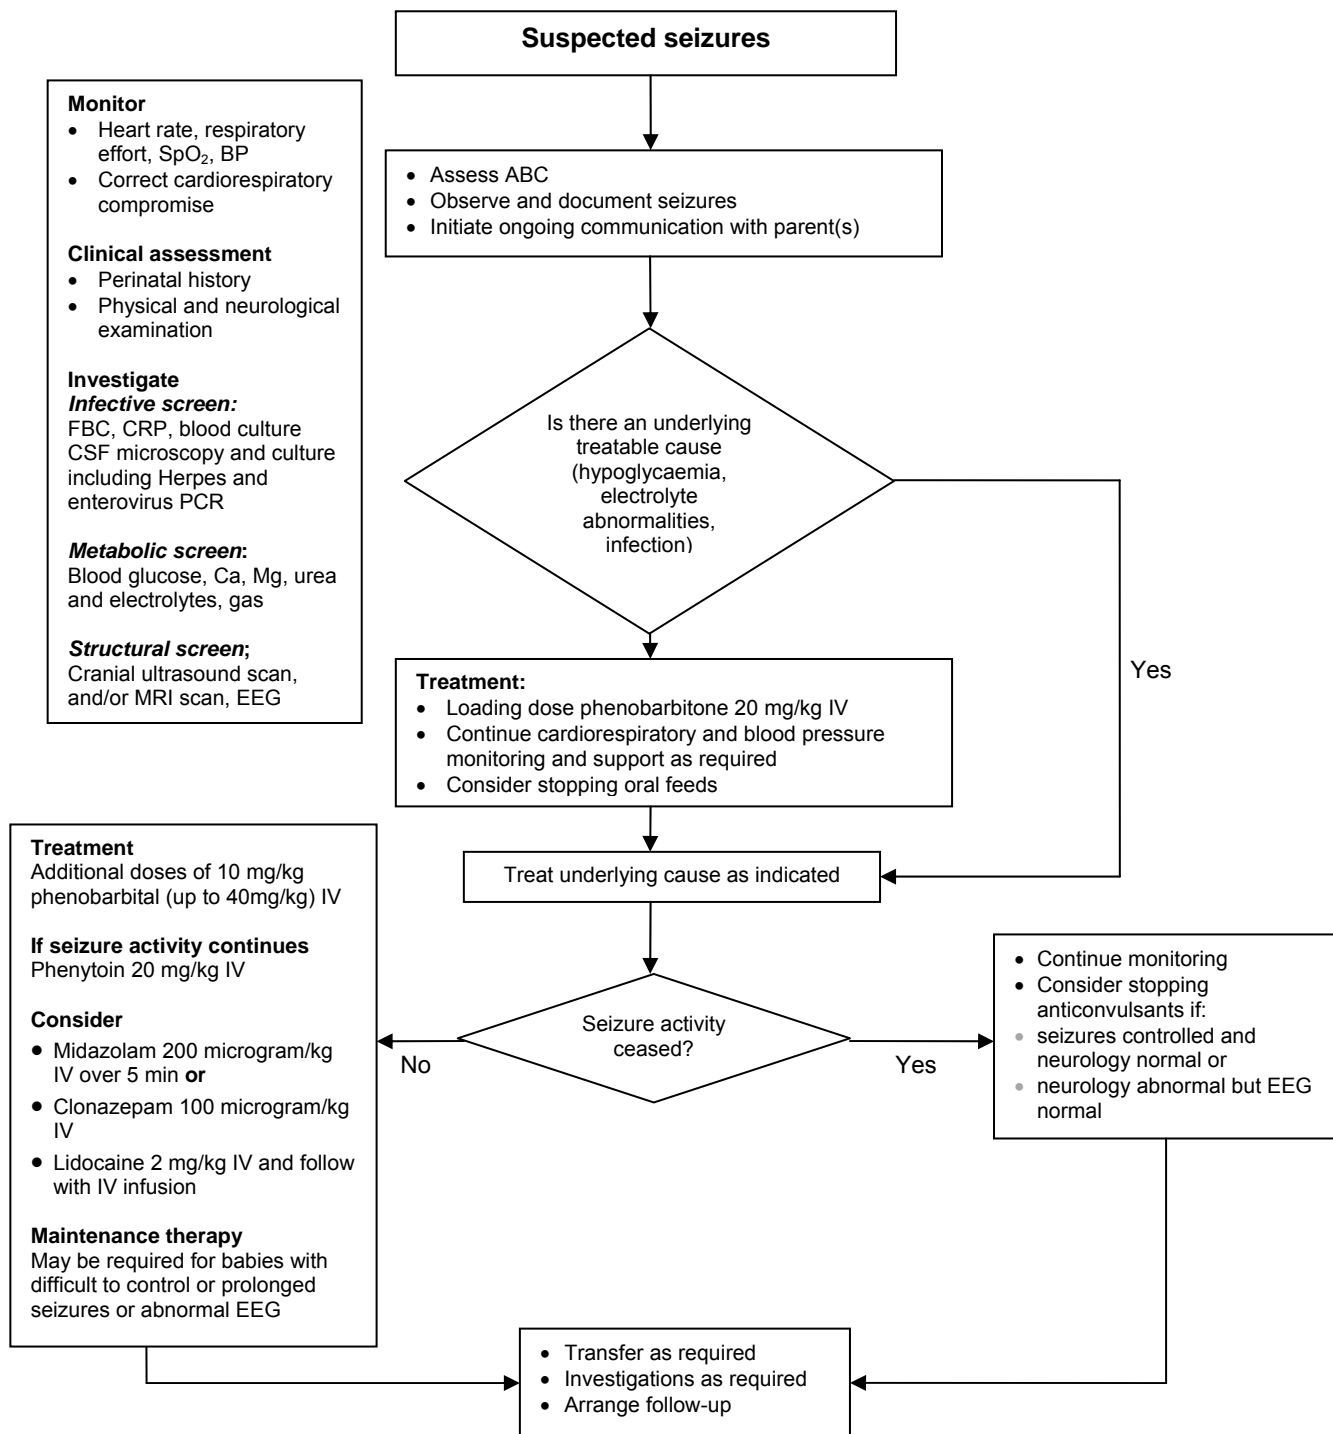 Suspected seizures
Monitor
• Heart rate, respiratory
effort, SpO₂, BP
• Correct cardiorespiratory
compromise
Clinical assessment
• Perinatal history
• Physical and neurological
examination
Investigate
Infective screen:
FBC, CRP, blood culture
CSF microscopy and culture
including Herpes and
enterovirus PCR
Metabolic screen:
Blood glucose, Ca, Mg, urea
and electrolytes, gas
Structural screen;
Cranial ultrasound scan,
and/or MRI scan, EEG
• Assess ABC
• Observe and document seizures
• Initiate ongoing communication with parent(s)
Is there an underlying
treatable cause
(hypoglycaemia,
electrolyte
abnormalities,
infection)
Yes
Treatment:
• Loading dose phenobarbitone 20 mg/kg IV
• Continue cardiorespiratory and blood pressure
monitoring and support as required
• Consider stopping oral feeds
Treat underlying cause as indicated
Seizure activity
ceased?
No
Yes
Treatment
Additional doses of 10 mg/kg
phenobarbital (up to 40mg/kg) IV
If seizure activity continues
Phenytoin 20 mg/kg IV
Consider
• Midazolam 200 microgram/kg
IV over 5 min or
• Clonazepam 100 microgram/kg
IV
• Lidocaine 2 mg/kg IV and follow
with IV infusion
Maintenance therapy
May be required for babies with
difficult to control or prolonged
seizures or abnormal EEG
• Continue monitoring
• Consider stopping
anticonvulsants if:
• seizures controlled and
neurology normal or
• neurology abnormal but EEG
normal
• Transfer as required
• Investigations as required
• Arrange follow-up